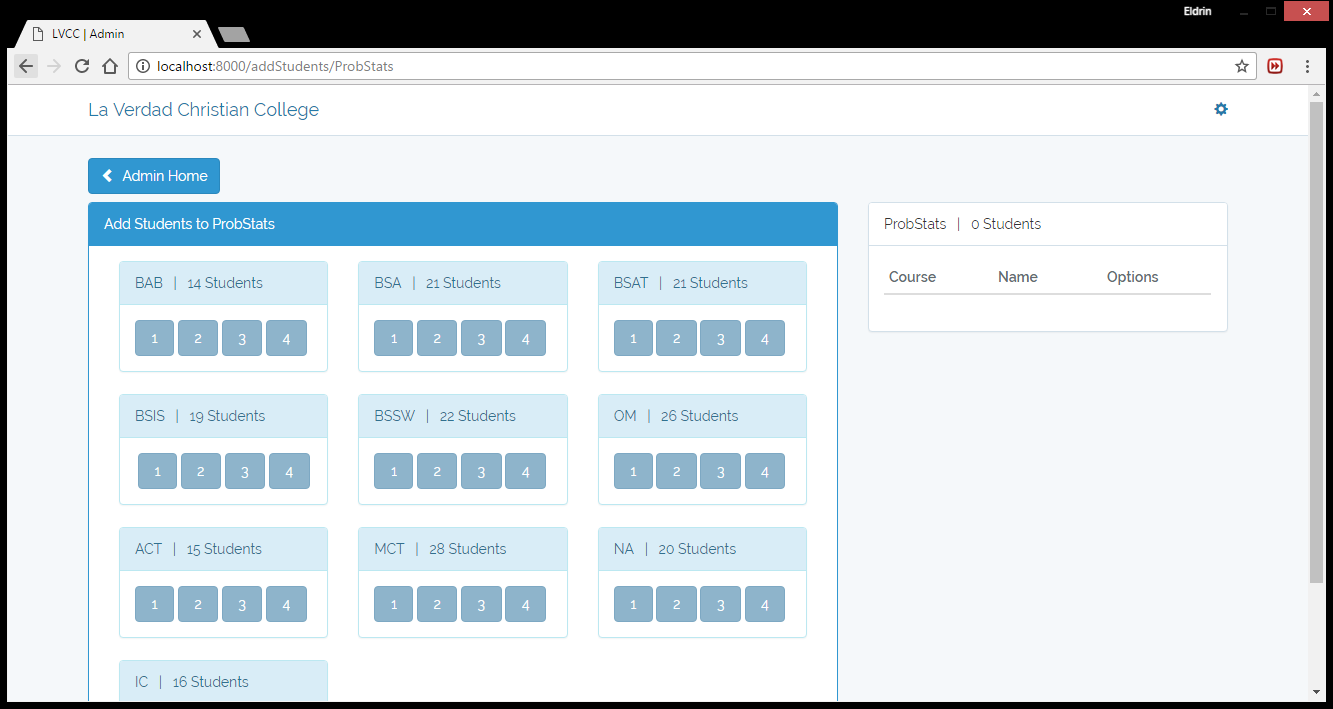 Eldrin
LVCC | Admin
localhost:8000/addStudents/ProbStats
La Verdad Christian College
Admin Home
Add Students to ProbStats
ProbStats | 0 Students
Course Name Options
BAB | 14 Students
BSA | 21 Students
BSAT | 21 Students
1 2 3 4
1 2 3 4
1 2 3 4
BSIS | 19 Students
BSSW | 22 Students
OM | 26 Students
1 2 3 4
1 2 3 4
1 2 3 4
ACT | 15 Students
MCT | 28 Students
NA | 20 Students
1 2 3 4
1 2 3 4
1 2 3 4
IC | 16 Students